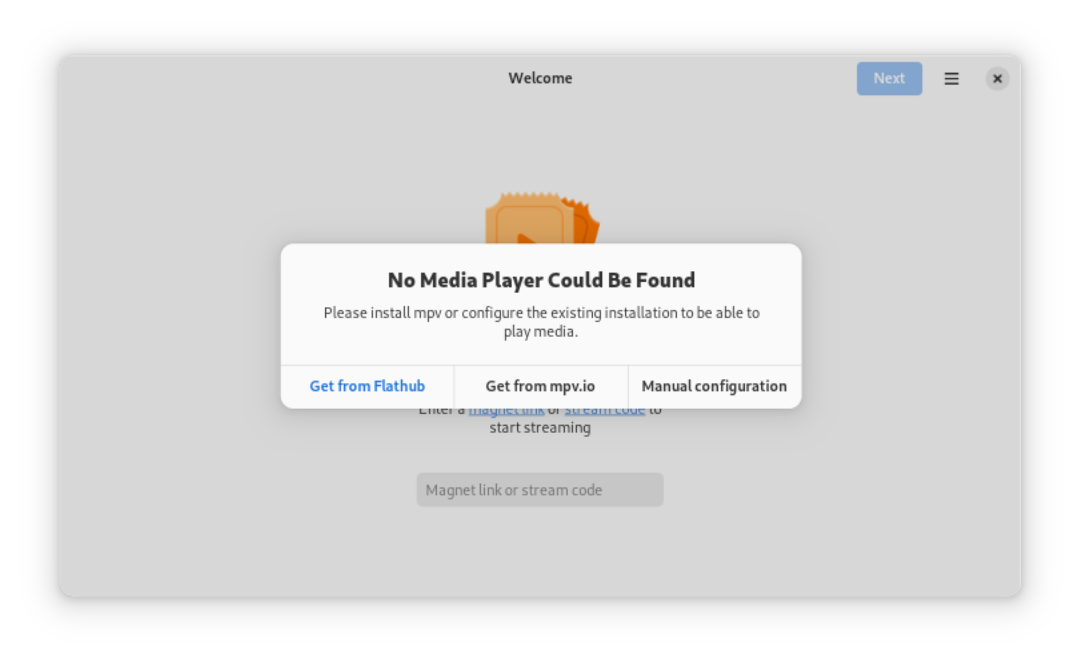 Welcome
Next
No Media Player Could Be Found
Please install mpv or configure the existing installation to be able to
play media.
Get from Flathub
Get from mpv.io
Manual configuration
Enter a magnet link or stream code to
start streaming
Magnet link or stream code